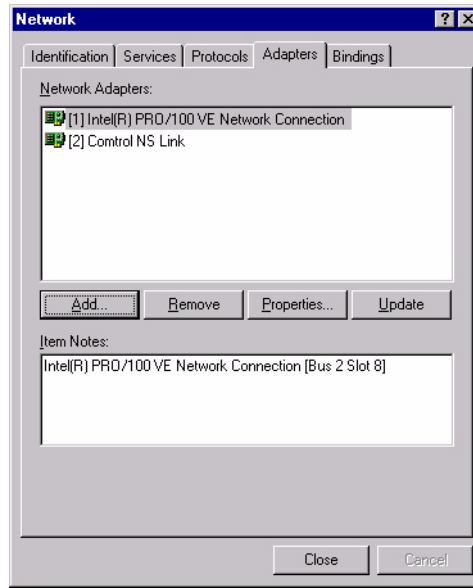 Network
Identification Services Protocols Adapters Bindings
Network Adapters:
[1] Intel(R) PRO/100 VE Network Connection
[2] Comtrol NS Link
Add... Remove Properties... Update
Item Notes:
Intel(R) PRO/100 VE Network Connection [Bus 2 Slot 8]
Close Cancel